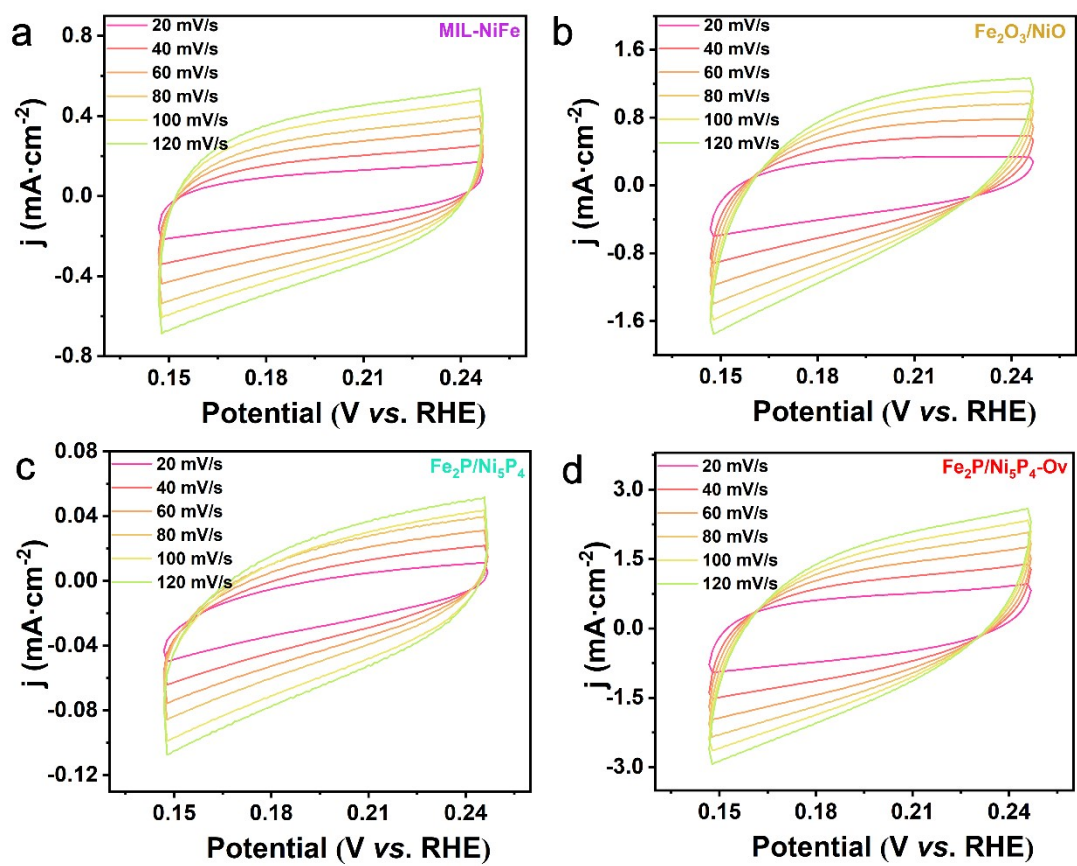 a
MIL-NiFe
20 mV/s
40 mV/s
60 mV/s
80 mV/s
100 mV/s
120 mV/s
0.8
0.4
0.0
-0.4
-0.8
j (mA·cm⁻²)
0.15
0.18
0.21
0.24
Potential (V vs. RHE)
b
Fe₂O₃/NiO
20 mV/s
40 mV/s
60 mV/s
80 mV/s
100 mV/s
120 mV/s
1.6
0.8
0.0
-0.8
-1.6
j (mA·cm⁻²)
0.15
0.18
0.21
0.24
Potential (V vs. RHE)
c
Fe₂P/Ni₅P₄
20 mV/s
40 mV/s
60 mV/s
80 mV/s
100 mV/s
120 mV/s
0.08
0.04
0.00
-0.04
-0.08
-0.12
j (mA·cm⁻²)
0.15
0.18
0.21
0.24
Potential (V vs. RHE)
d
Fe₂P/Ni₅P₄-Ov
20 mV/s
40 mV/s
60 mV/s
80 mV/s
100 mV/s
120 mV/s
3.0
1.5
0.0
-1.5
-3.0
j (mA·cm⁻²)
0.15
0.18
0.21
0.24
Potential (V vs. RHE)